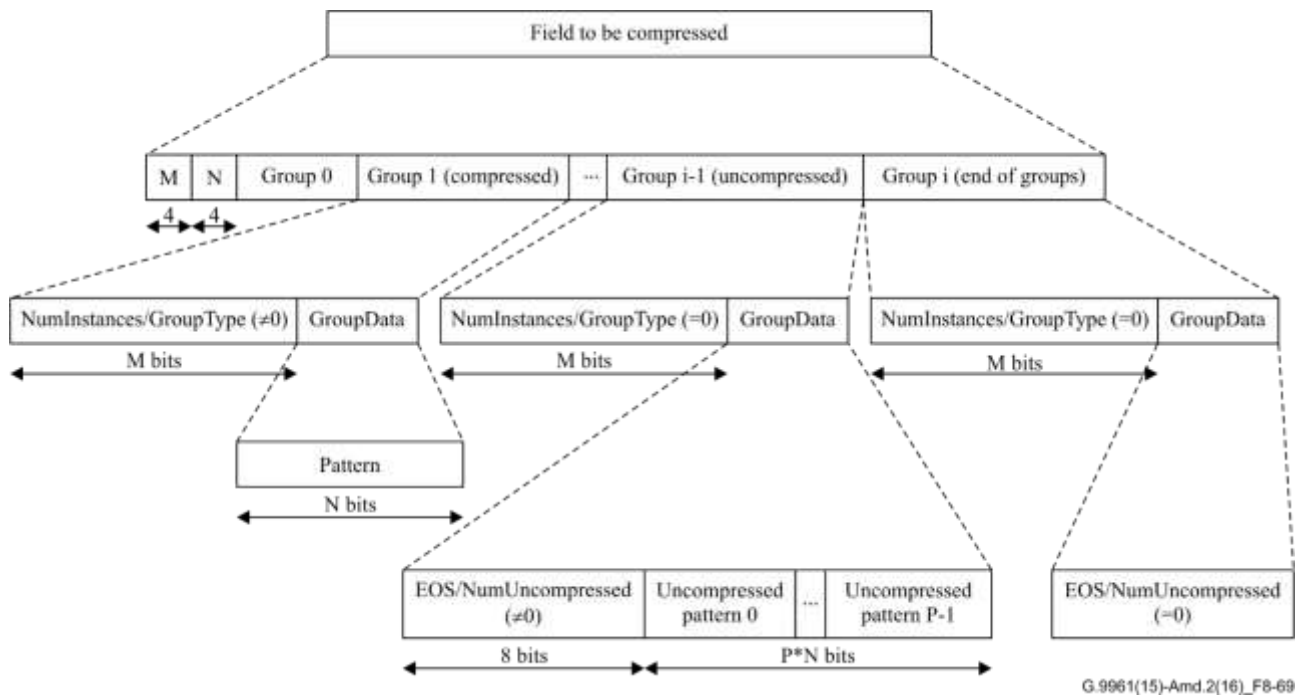 Field to be compressed
M N Group 0 Group 1 (compressed) ... Group i-1 (uncompressed) Group i (end of groups)
4 4
NumInstances/GroupType (≠0) GroupData NumInstances/GroupType (=0) GroupData NumInstances/GroupType (=0) GroupData
M bits M bits M bits
Pattern
N bits
EOS/NumUncompressed
(≠0)
Uncompressed
pattern 0
...
Uncompressed
pattern P-1
EOS/NumUncompressed
(=0)
8 bits P*N bits
G.9961(15)-Amd.2(16)_F8-69